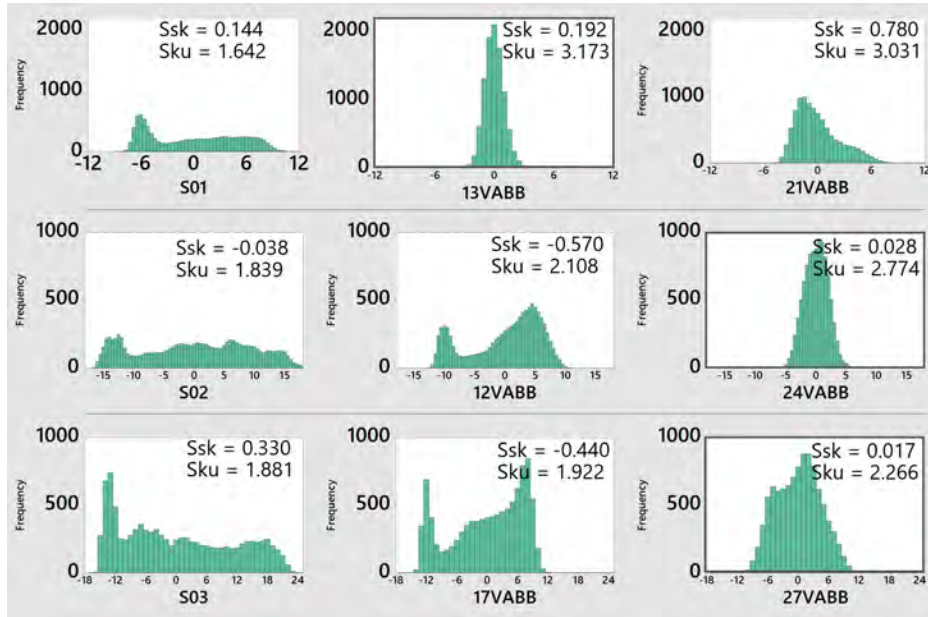 2000
1000
0
Frequency
Ssk = 0.144
Sku = 1.642
-12 -6 0 6 12
S01
2000
1000
0
Frequency
Ssk = 0.192
Sku = 3.173
-12 -6 0 6 12
13VABB
2000
1000
0
Frequency
Ssk = 0.780
Sku = 3.031
-12 -6 0 6 12
21VABB
1000
500
0
Frequency
Ssk = -0.038
Sku = 1.839
-15 -10 -5 0 5 10 15
S02
1000
500
0
Frequency
Ssk = -0.570
Sku = 2.108
-15 -10 -5 0 5 10 15
12VABB
1000
500
0
Frequency
Ssk = 0.028
Sku = 2.774
-15 -10 -5 0 5 10 15
24VABB
1000
500
0
Frequency
Ssk = 0.330
Sku = 1.881
-18 -12 -6 0 6 12 18 24
S03
1000
500
0
Frequency
Ssk = -0.440
Sku = 1.922
-18 -12 -6 0 6 12 18 24
17VABB
1000
500
0
Frequency
Ssk = 0.017
Sku = 2.266
-18 -12 -6 0 6 12 18 24
27VABB